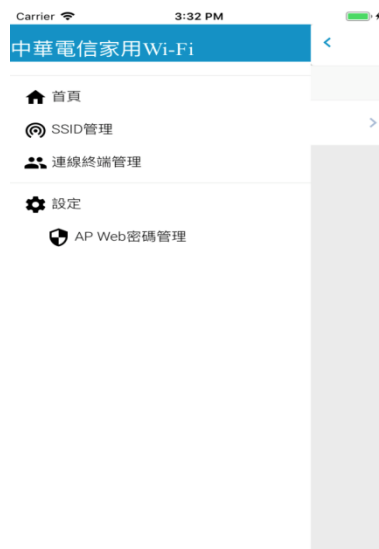 Carrier 3:32 PM
中華電信家用Wi-Fi
首頁
SSID管理
連線終端管理
設定
AP Web密碼管理